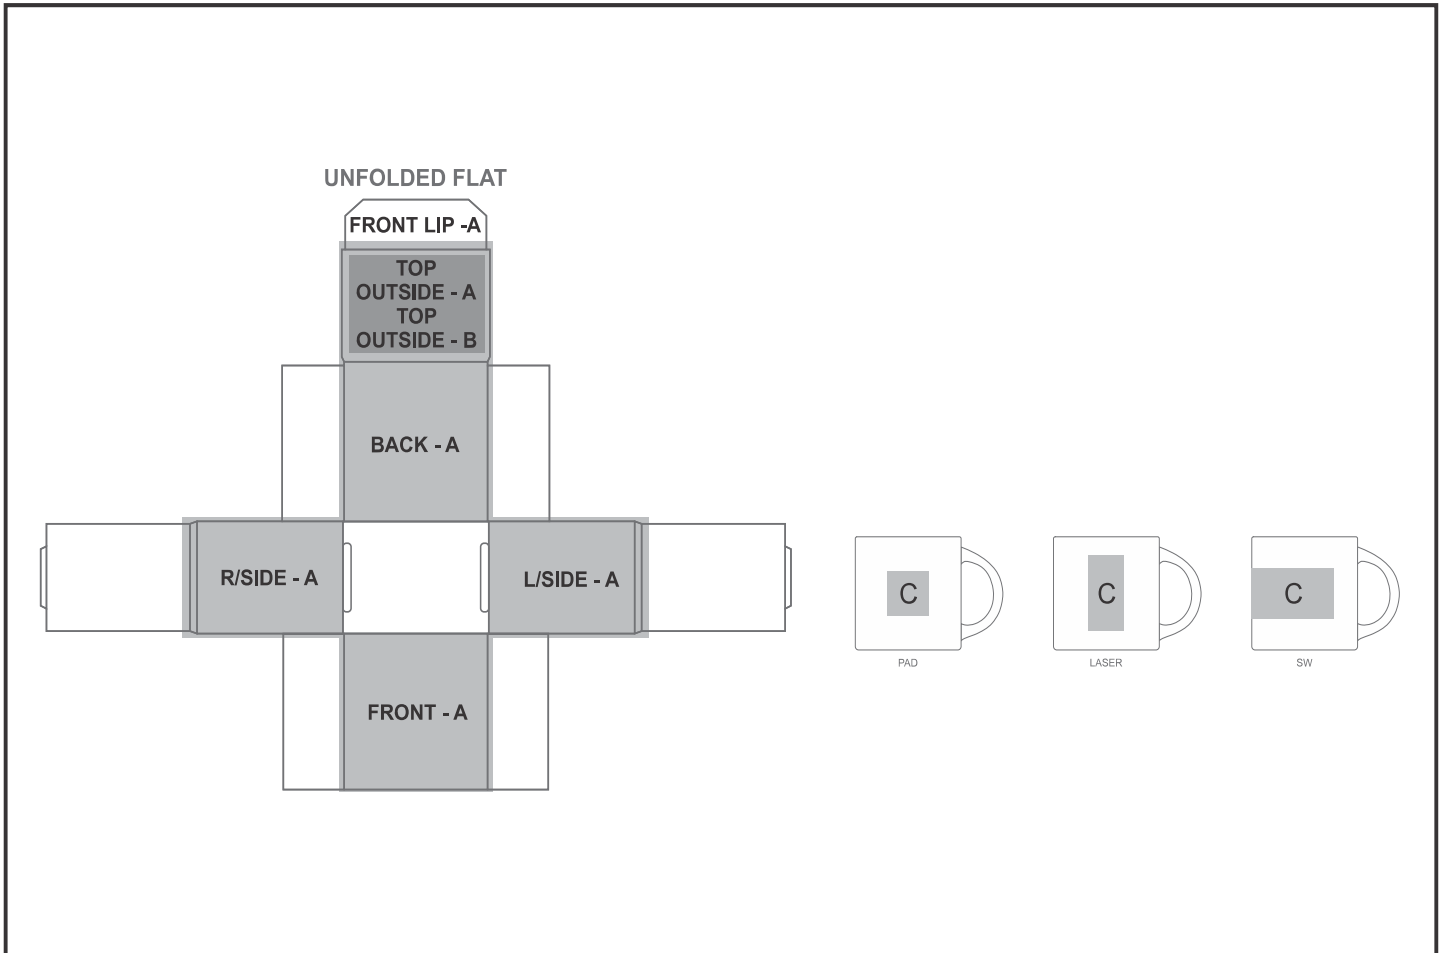 UNFOLDED FLAT
FRONT LIP -A
TOP
OUTSIDE - A
TOP
OUTSIDE - B
BACK - A
R/SIDE - A
L/SIDE - A
FRONT - A
C
PAD
C
LASER
C
SW